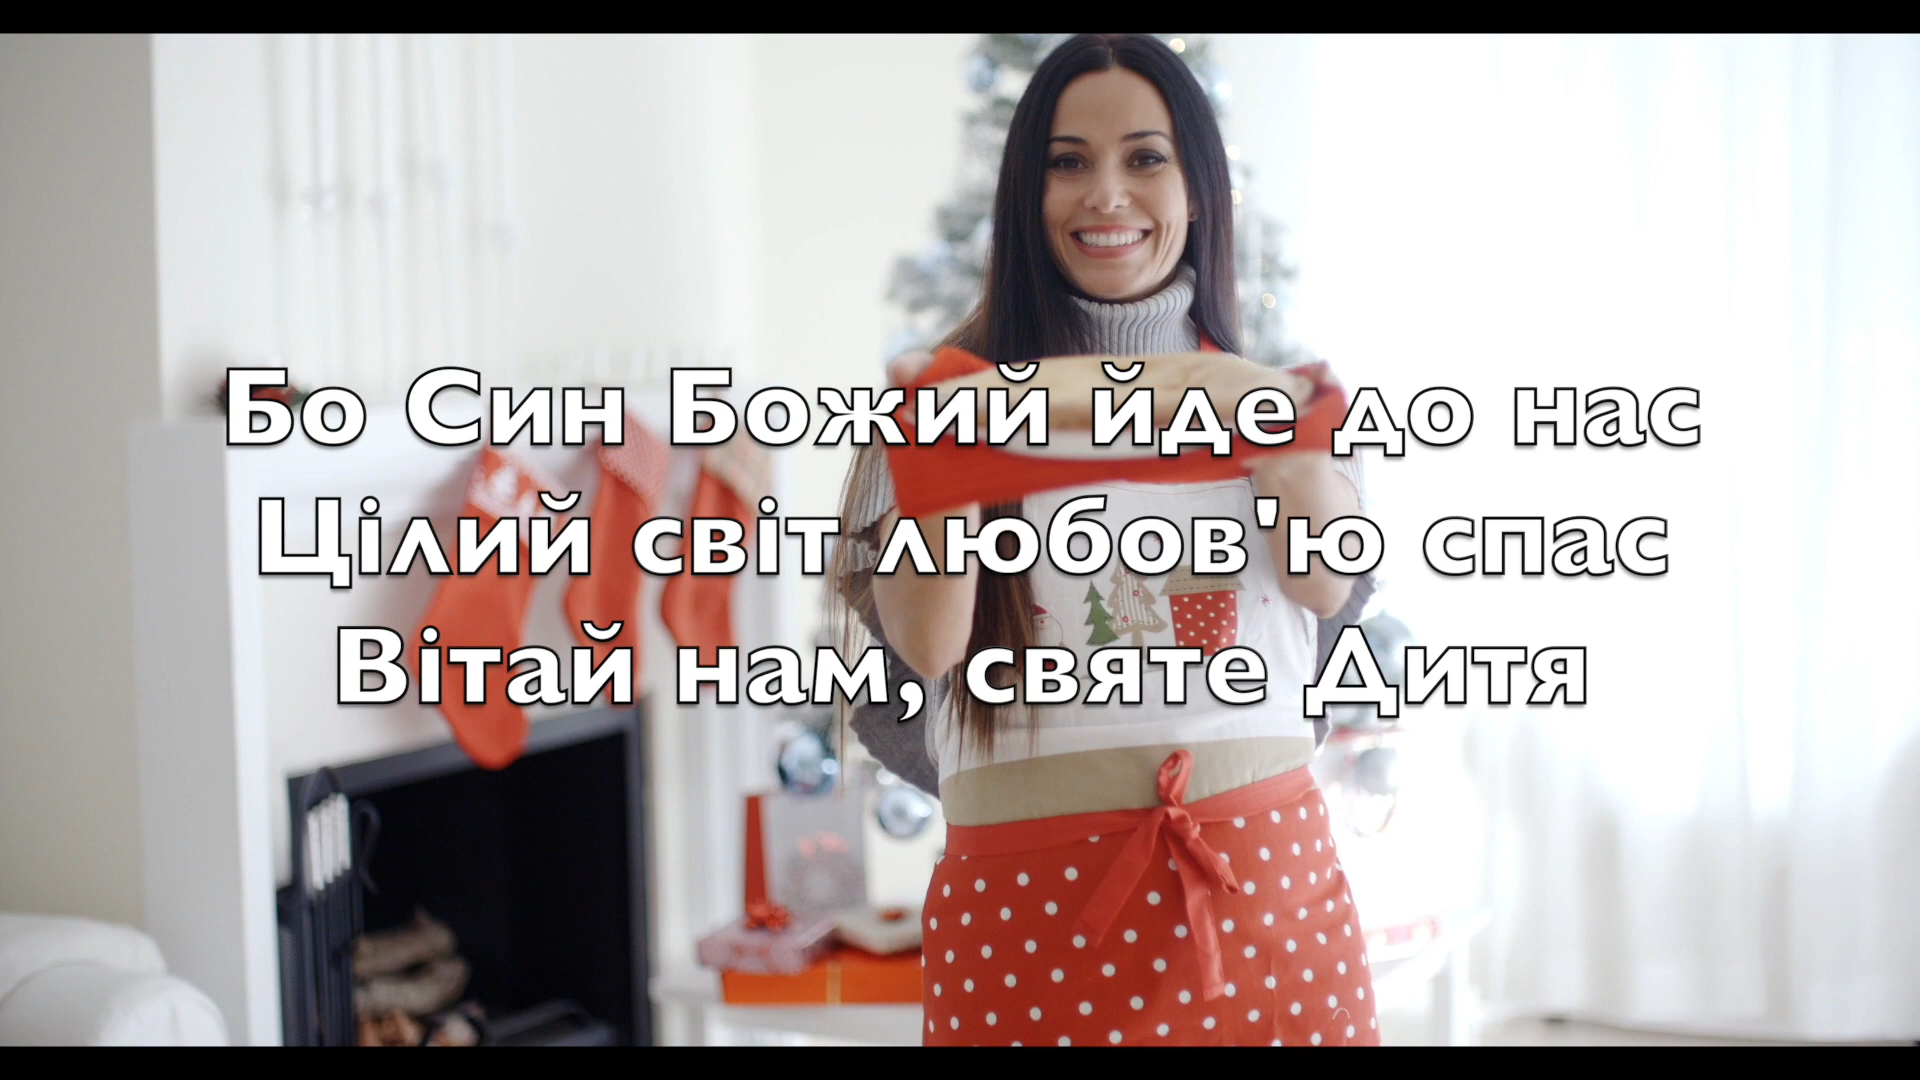 Бо Син Божий йде до нас
Цілий світ любов'ю спас
Вітай нам, святе Дитя